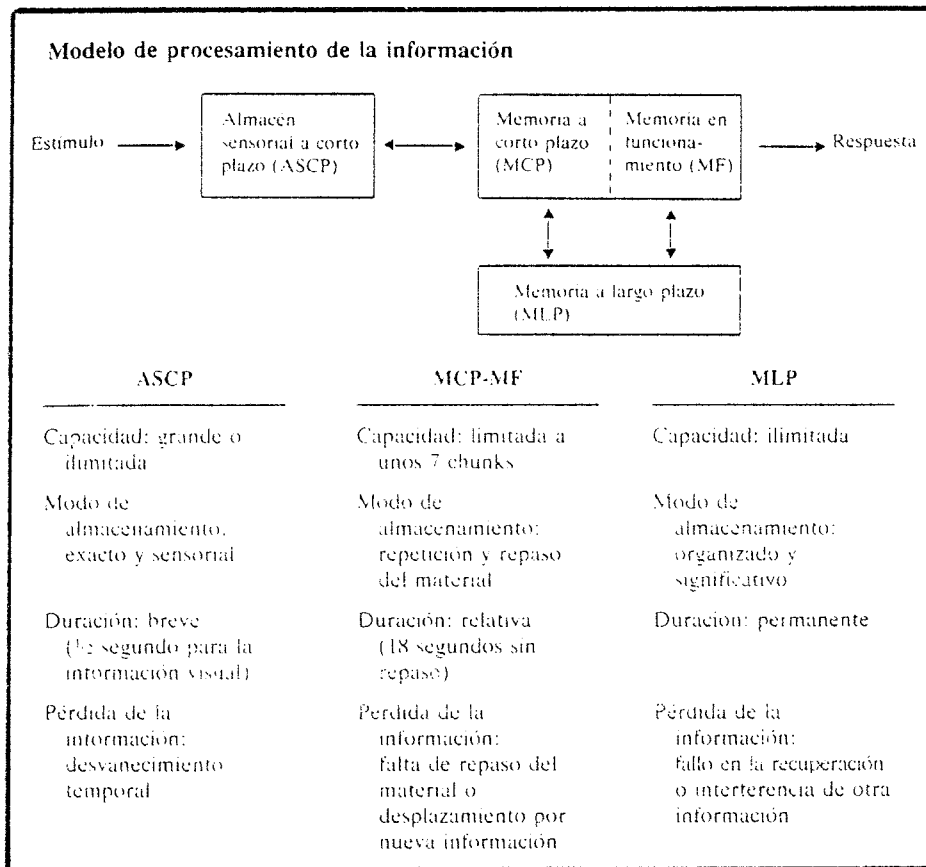 Modelo de procesamiento de la información
Estímulo
Almacén
sensorial a corto
plazo (ASCP)
Memoria a
corto plazo
(MCP)
Memoria en
funciona-
miento (MF)
Respuesta
Memoria a largo plazo
(MLP)
ASCP
Capacidad: grande o
ilimitada
Modo de
almacenamiento.
exacto y sensorial
Duración: breve
(½ segundo para la
información visual)
Pérdida de la
información:
desvanecimiento
temporal
MCP-MF
Capacidad: limitada a
unos 7 chunks
Modo de
almacenamiento:
repetición y repaso
del material
Duración: relativa
(18 segundos sin
repaso)
Perdida de la
información:
falta de repaso del
material o
desplazamiento por
nueva información
MLP
Capacidad: ilimitada
Modo de
almacenamiento:
organizado y
significativo
Duracion: permanente
Pérdida de la
información:
fallo en la recuperación
o interferencia de otra
información